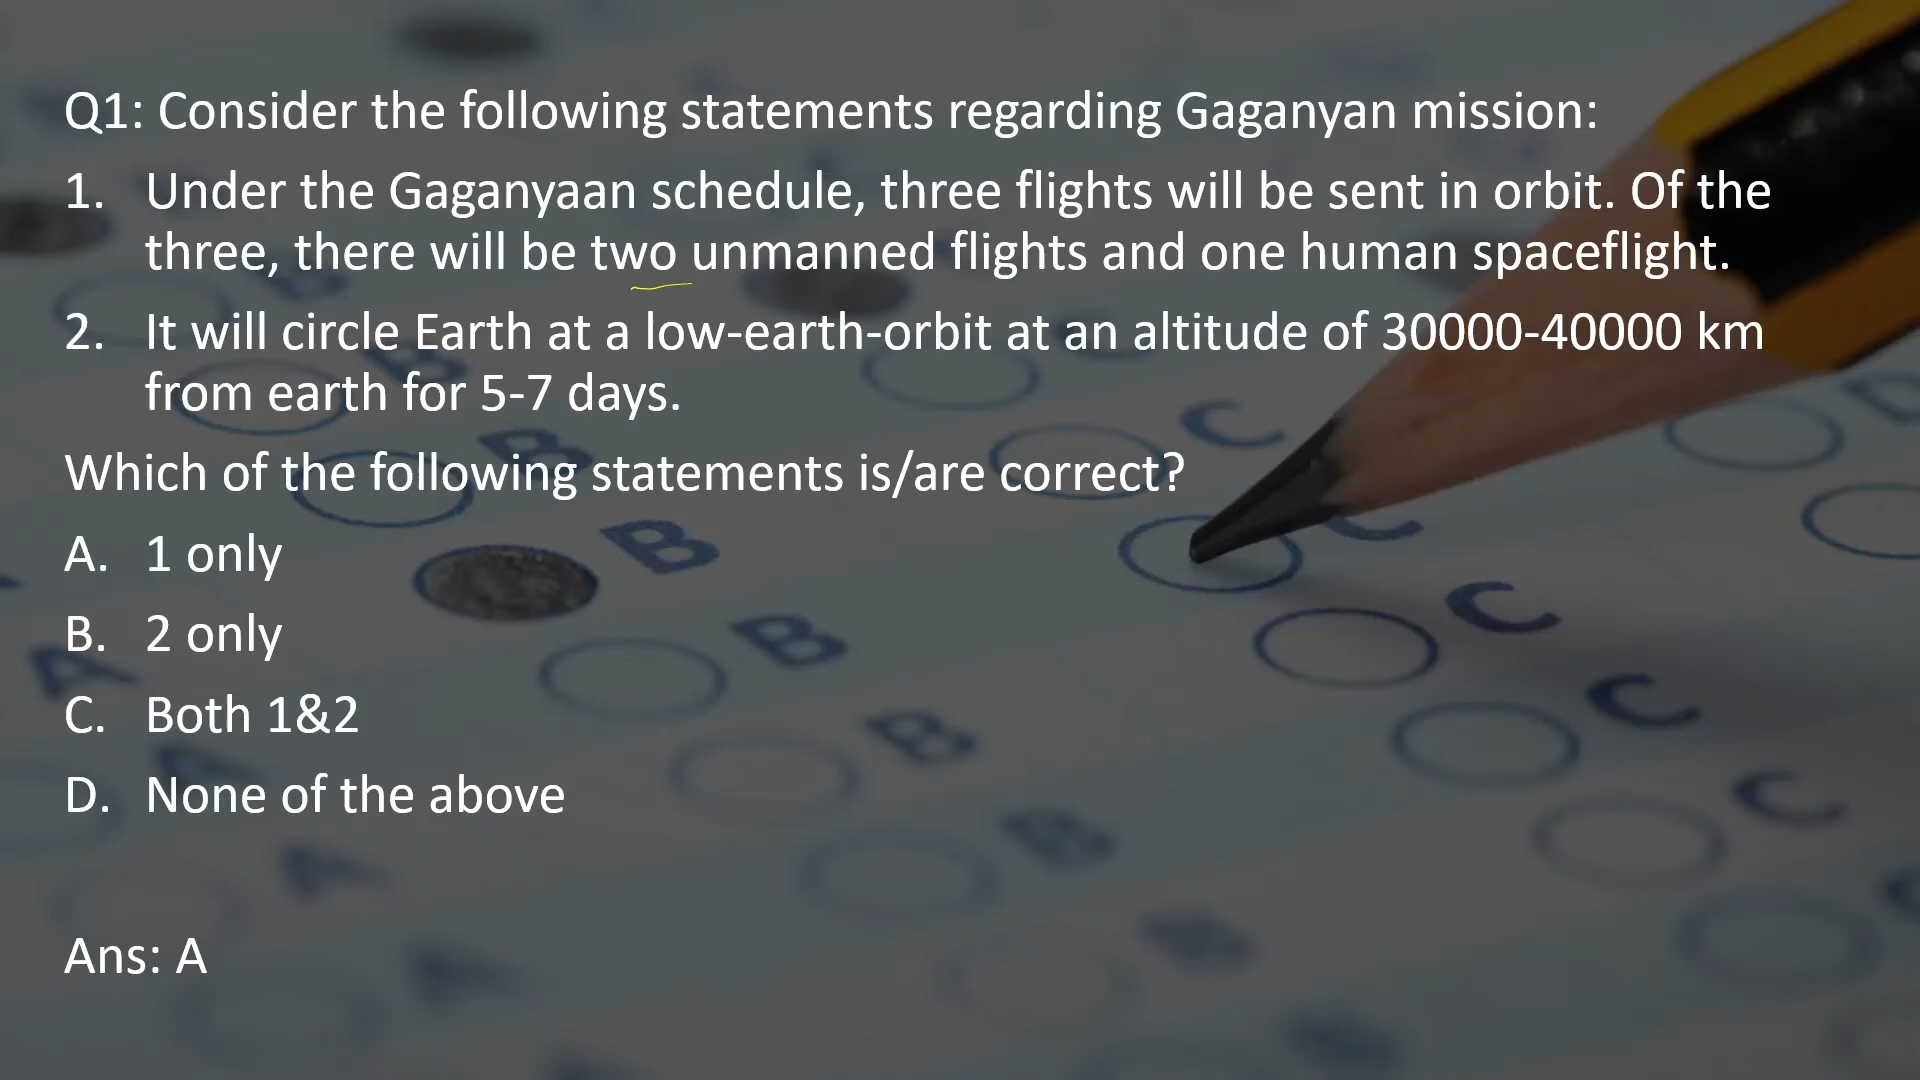 Q1: Consider the following statements regarding Gaganyan mission:
1. Under the Gaganyaan schedule, three flights will be sent in orbit. Of the
three, there will be two unmanned flights and one human spaceflight.
2. It will circle Earth at a low-earth-orbit at an altitude of 30000-40000 km
from earth for 5-7 days.
Which of the following statements is/are correct?
A. 1 only
B. 2 only
C. Both 1&2
D. None of the above
Ans: A